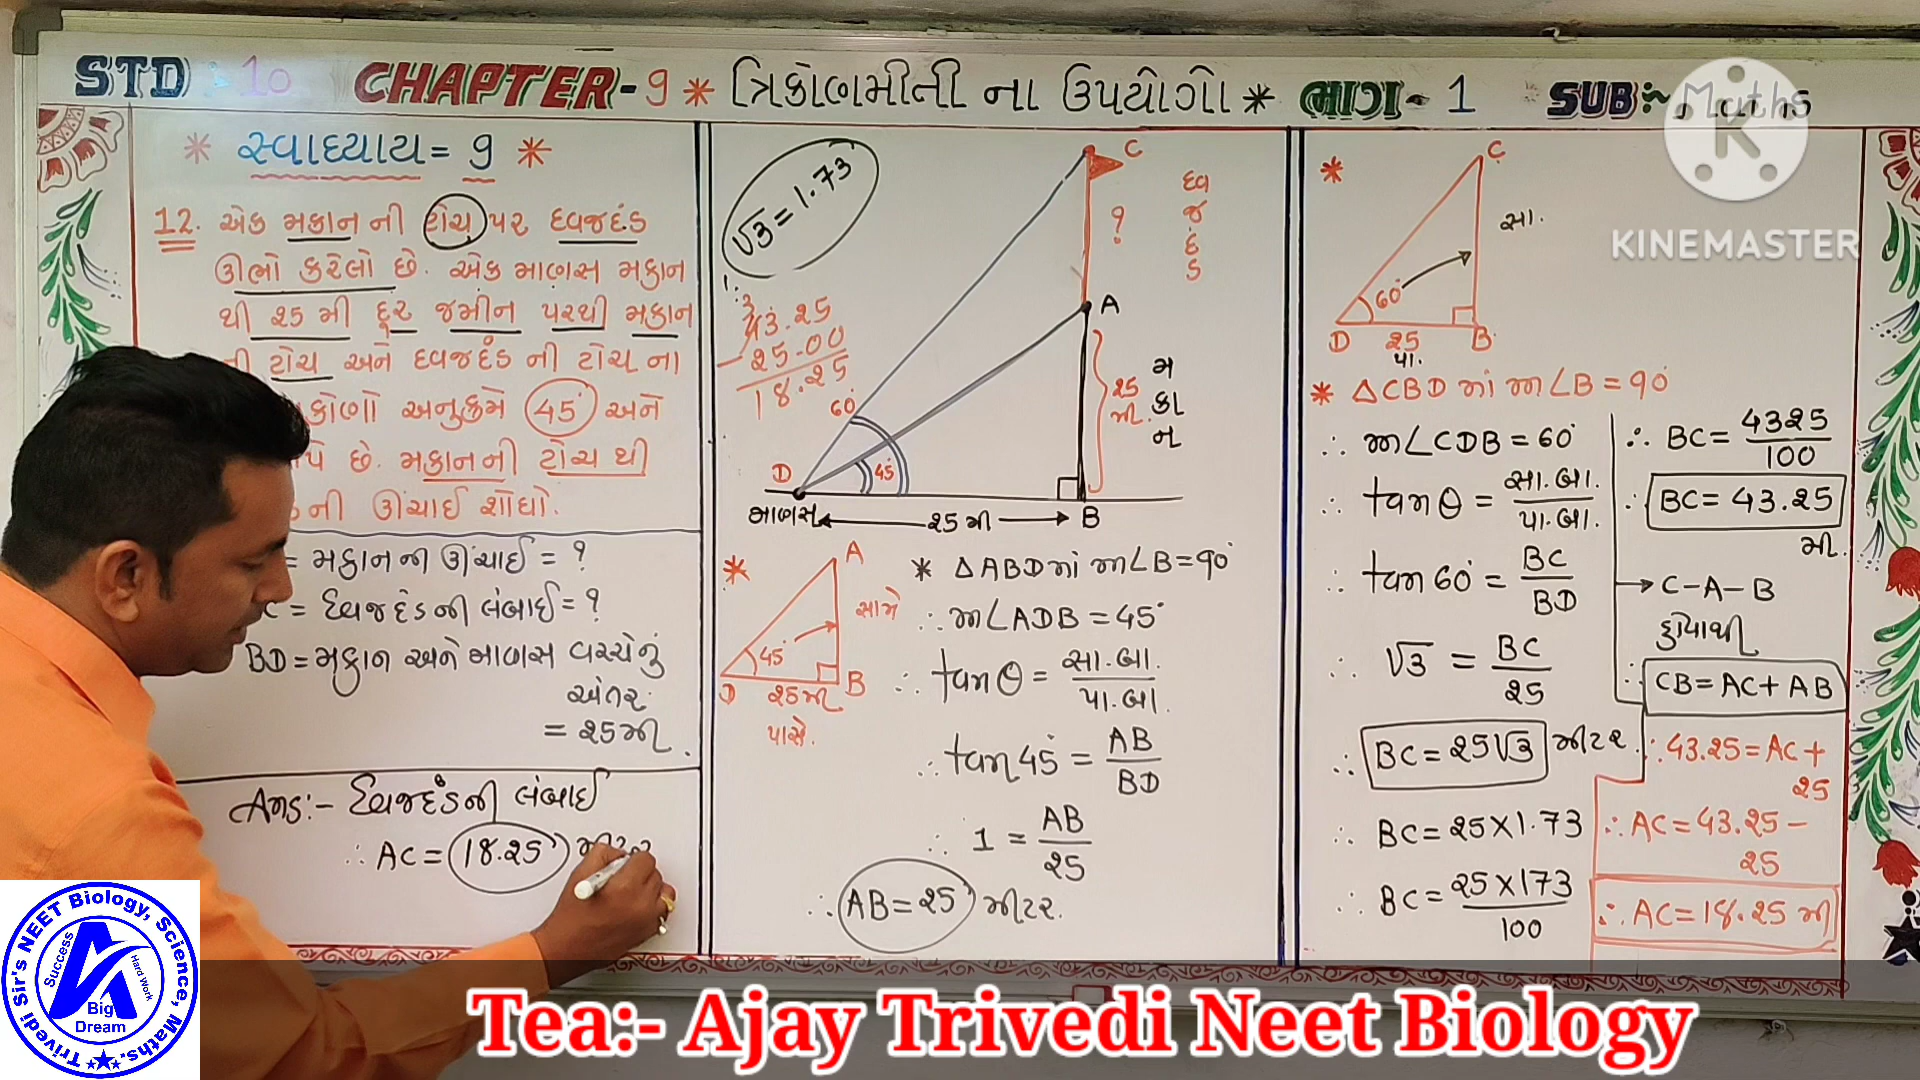 STD :- 10 CHAPTER-9 * ત્રિકોણમીતી ના ઉપયોગો * ભાગ- 1 SUB:- Maths
KINEMASTER
* સ્વાધ્યાય = 9 *
12. એક મકાન ની ટોચ પર ધ્વજદંડ
ઊભો કરેલો છે. એક માણસ મકાન
થી 25 મી દૂર જમીન પરથી મકાન
ટોચ અને ધ્વજદંડ ની ટોચ ના
અનુક્રમે 45° અને
છે. મકાનની ટોચ થી
ની ઊંચાઈ શોધો.
= મકાનની ઊંચાઈ = ?
C = ધ્વજદંડની લંબાઈ = ?
BD = મકાન અને માણસ વચ્ચેનું
અંતર
= 25મી.
Ans:- ધ્વજદંડની લંબાઈ
∴ AC = 18.25 મીટર
√3 = 1.73
43.25
25.00
18.25
C
?
ધ્વજદંડ
A
25 મી.
મકાન
60°
45°
D
માણસ
25 મી
B
*
A
સામે
45°
D 25મી B
પાસે.
* △ABDમાં m∠B=90°
∴ m∠ADB = 45°
∴ tanθ = સા.બા. / પા.બા.
∴ tan45° = AB / BD
∴ 1 = AB / 25
∴ AB = 25 મીટર.
*
C
સા.
60°
D 25 B
પા.
* △CBD માં m∠B = 90°
∴ m∠CDB = 60°
∴ tanθ = સા.બા. / પા.બા.
∴ tan60° = BC / BD
∴ √3 = BC / 25
∴ BC = 25√3 મીટર
∴ BC = 25×1.73
∴ BC = 25×173 / 100
∴ BC = 4325 / 100
∴ BC = 43.25
મી.
→ C-A-B
∴ CB = AC + AB
∴ 43.25 = AC +
25
∴ AC = 43.25 -
25
∴ AC = 18.25 મી
Trivedi Sir's NEET Biology, Science, Maths.
Success
Hard Work
Big
Dream
Tea:- Ajay Trivedi Neet Biology